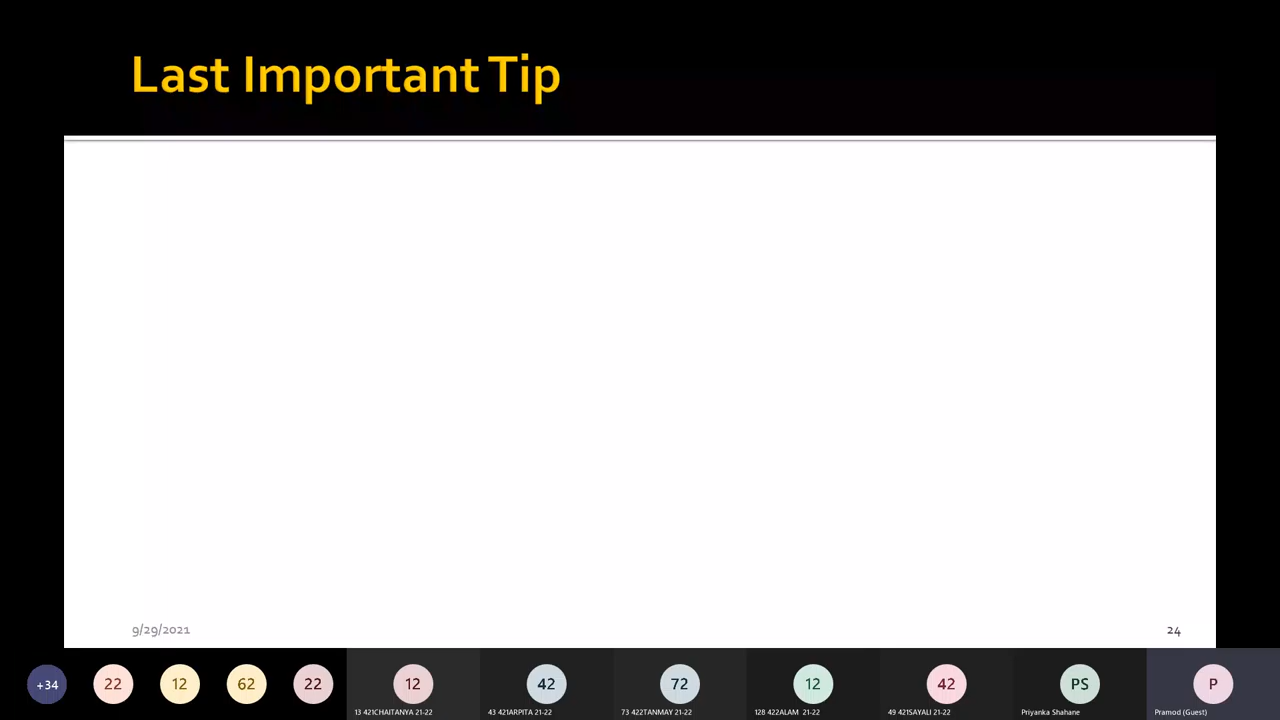 Last Important Tip
9/29/2021
24
+34
22
12
62
22
12
42
72
12
42
PS
P
13 421CHAITANYA 21-22
43 421ARPITA 21-22
73 422TANMAY 21-22
128 422ALAM 21-22
49 421SAYALI 21-22
Priyanka Shahane
Pramod (Guest)